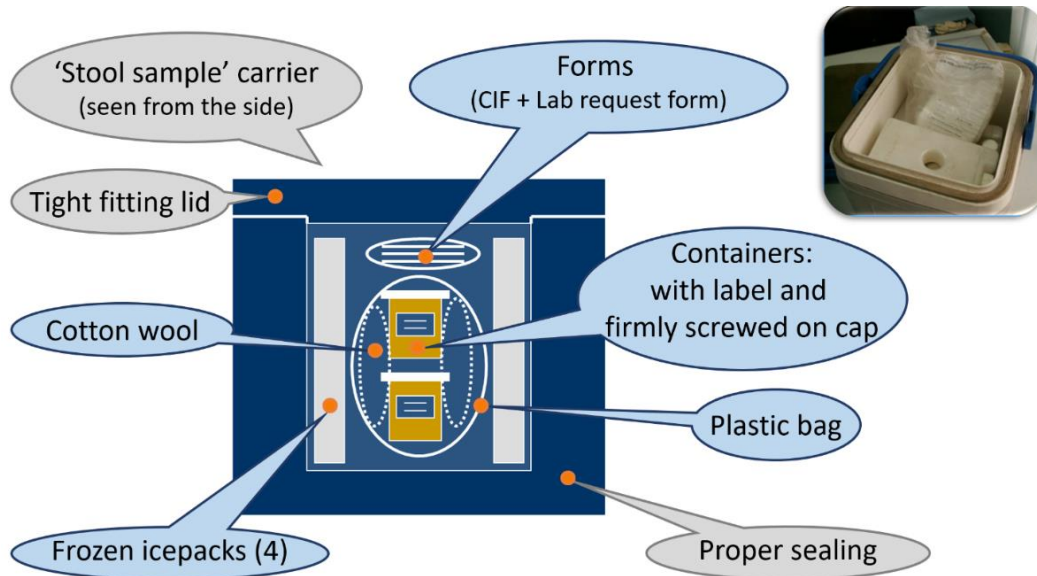 ‘Stool sample’ carrier
(seen from the side)
Forms
(CIF + Lab request form)
Tight fitting lid
Containers:
with label and
firmly screwed on cap
Cotton wool
Plastic bag
Frozen icepacks (4)
Proper sealing